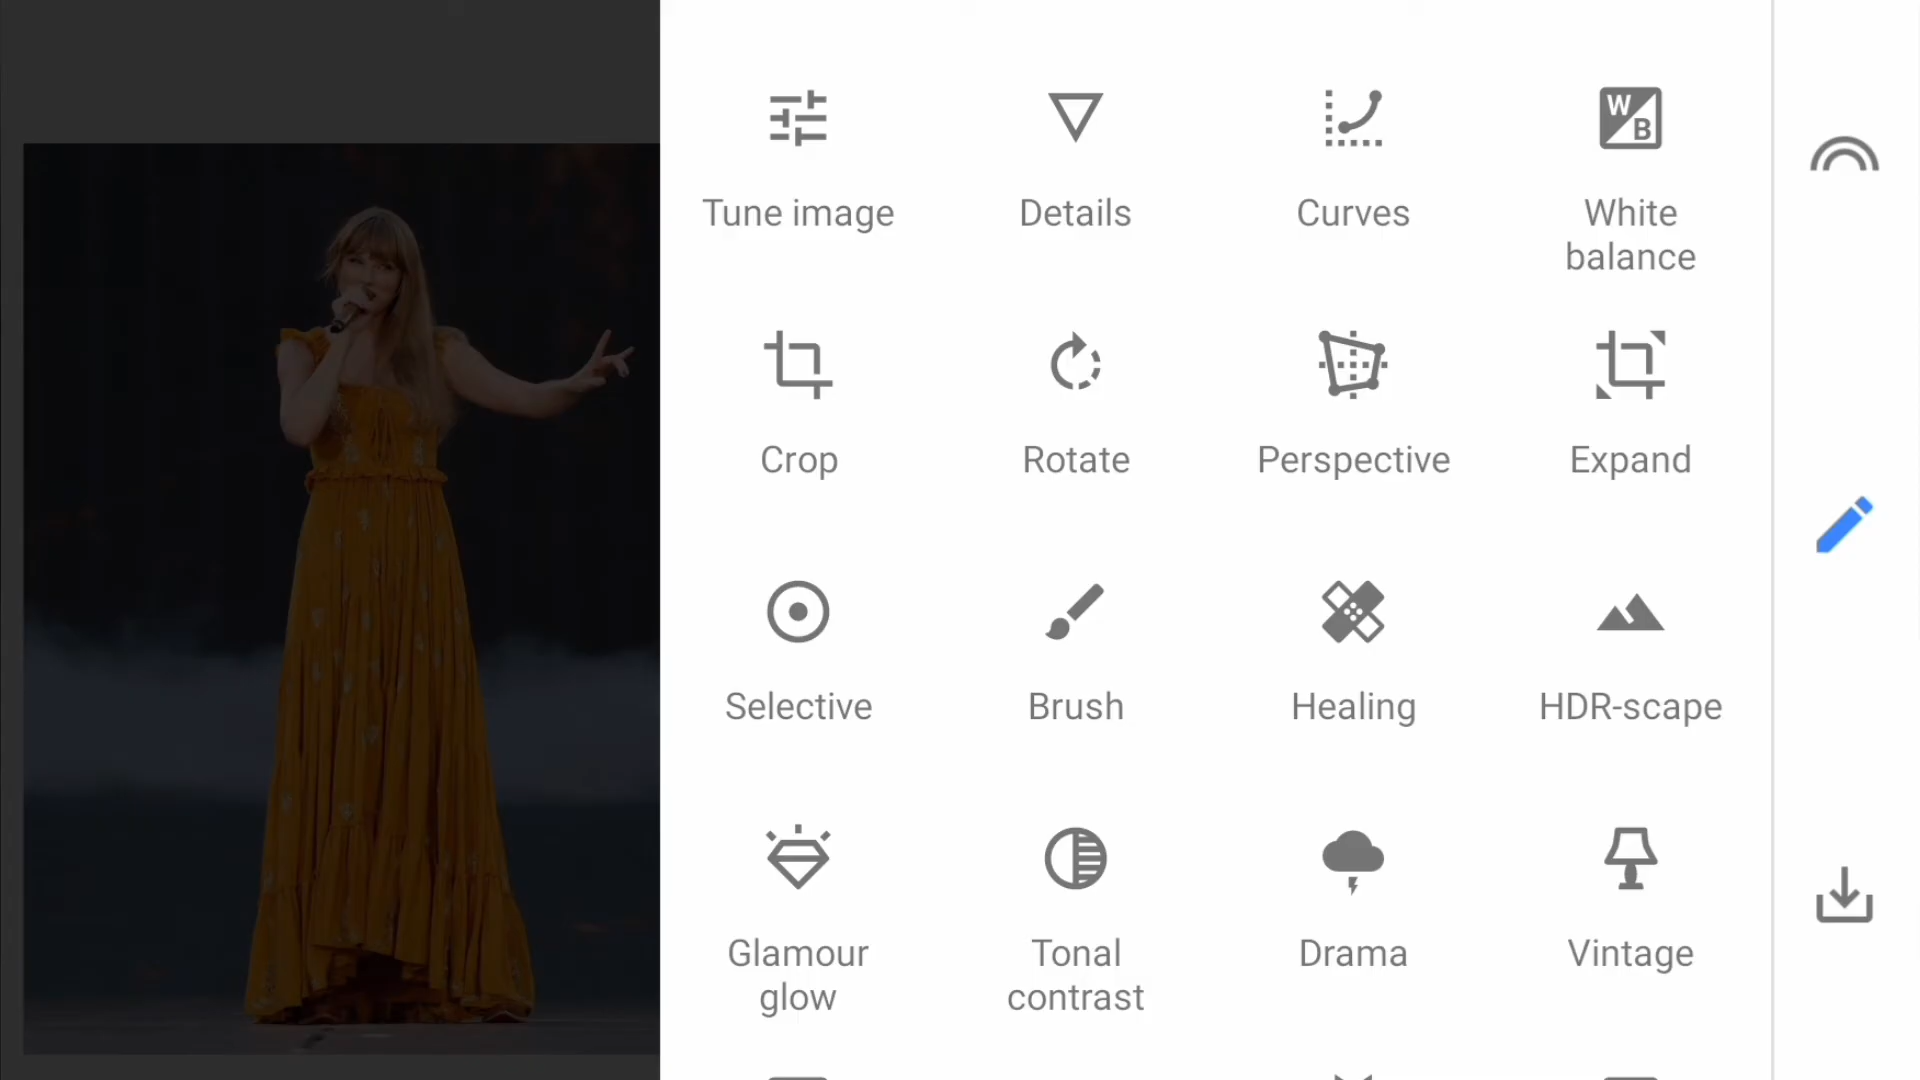 Tune image
Details
Curves
White
balance
Crop
Rotate
Perspective
Expand
Selective
Brush
Healing
HDR-scape
Glamour
glow
Tonal
contrast
Drama
Vintage
W
B